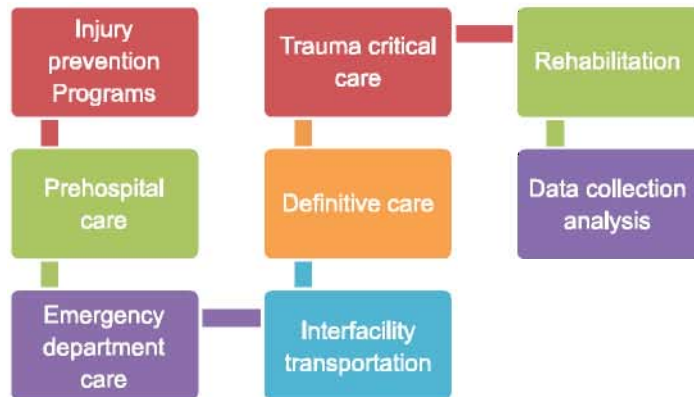 Injury
prevention
Programs
Prehospital
care
Emergency
department
care
Interfacility
transportation
Definitive care
Trauma critical
care
Rehabilitation
Data collection
analysis